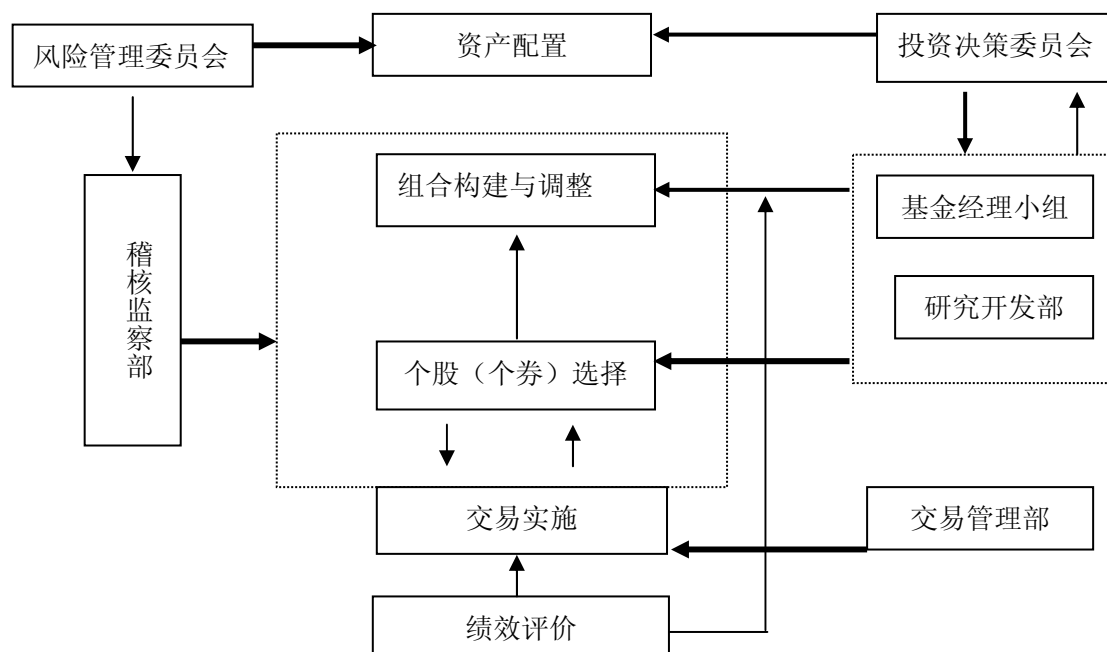 风险管理委员会
资产配置
投资决策委员会
组合构建与调整
基金经理小组
稽核监察部
研究开发部
个股（个券）选择
交易实施
交易管理部
绩效评价